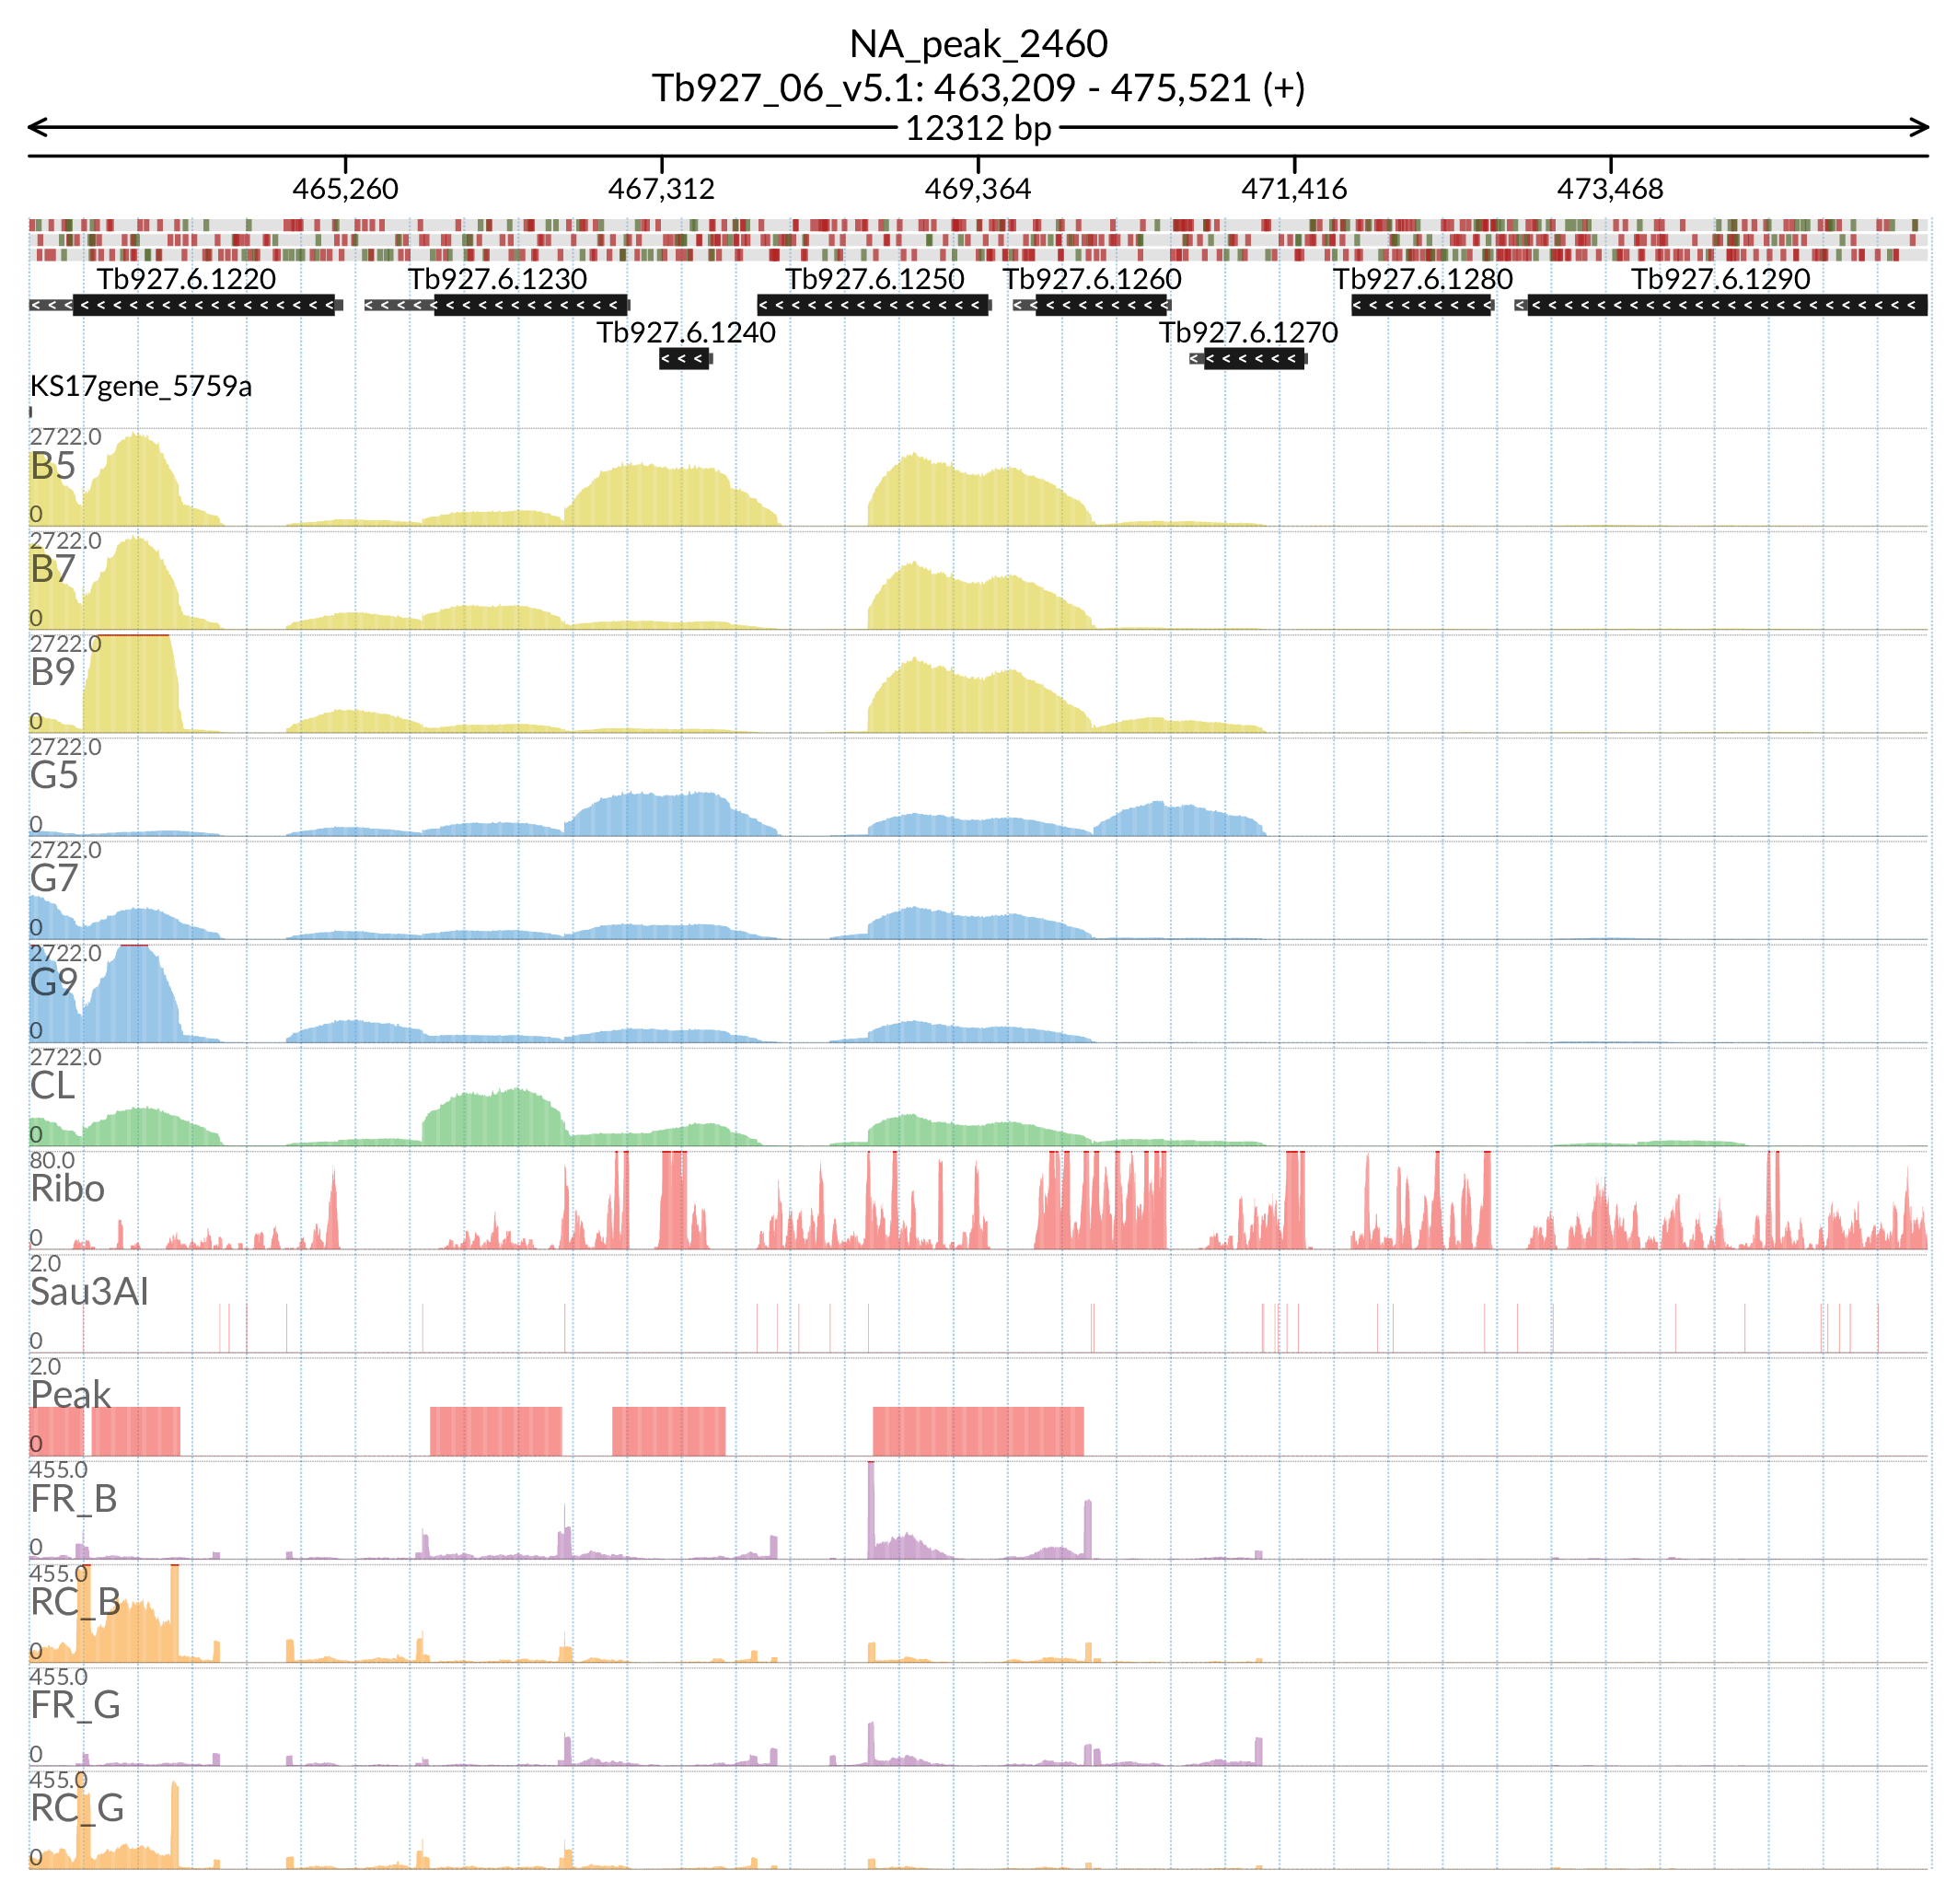 NA_peak_2460
Tb927_06_v5.1: 463,209 - 475,521 (+)
12312 bp
465,260 467,312 469,364 471,416 473,468
Tb927.6.1220 Tb927.6.1230 Tb927.6.1250 Tb927.6.1260 Tb927.6.1280 Tb927.6.1290
Tb927.6.1240 Tb927.6.1270
KS17gene_5759a
2722.0
B5
0
2722.0
B7
0
2722.0
B9
0
2722.0
G5
0
2722.0
G7
0
2722.0
G9
0
2722.0
CL
0
80.0
Ribo
0
2.0
Sau3AI
0
2.0
Peak
0
455.0
FR_B
0
455.0
RC_B
0
455.0
FR_G
0
455.0
RC_G
0